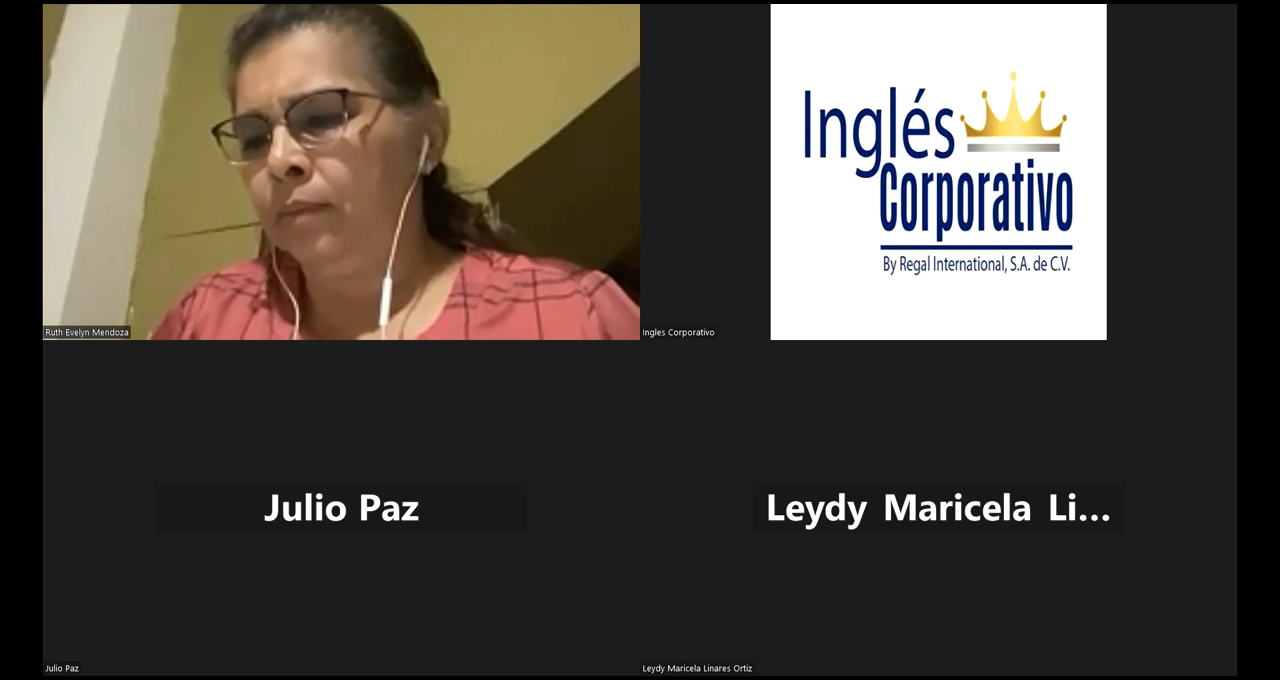 Ruth Evelyn Mendoza
Inglés
Corporativo
By Regal International, S.A. de C.V.
Ingles Corporativo
Julio Paz
Leydy Maricela Li...
Julio Paz
Leydy Maricela Linares Ortiz